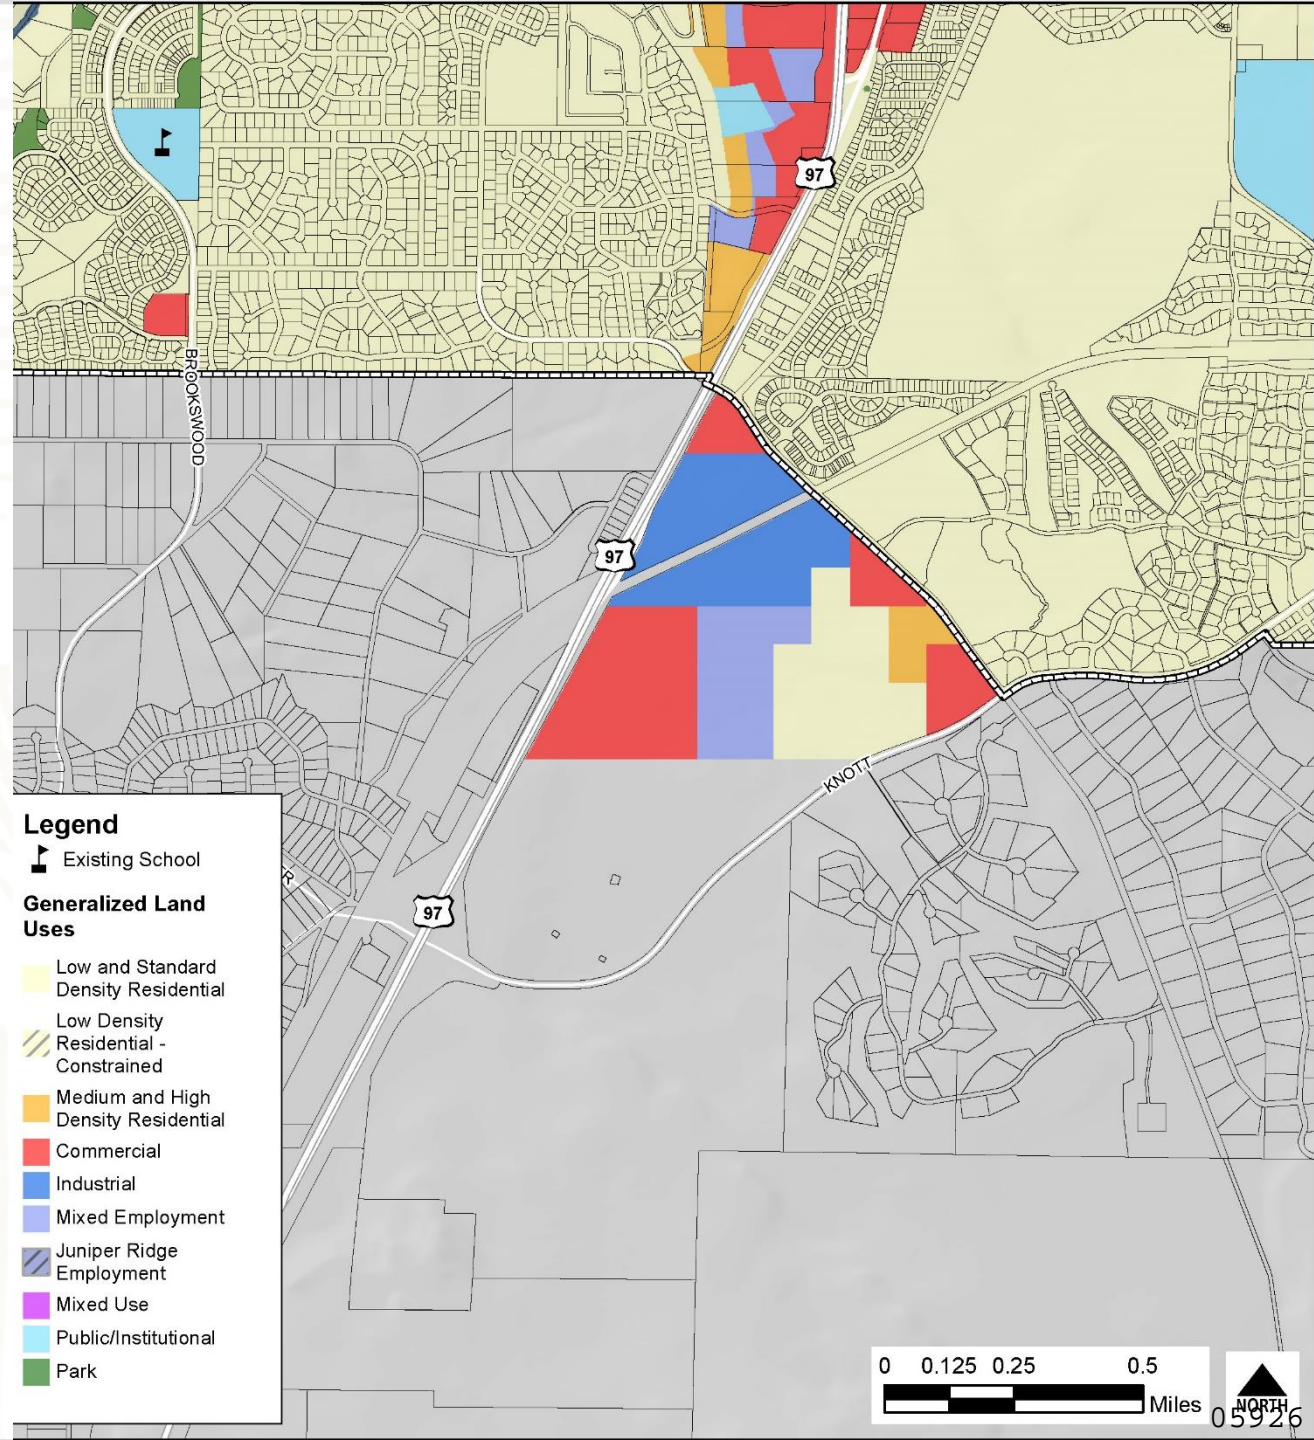 97
BROOKSWOOD
97
KNOTT
97
R
Legend
Existing School
Generalized Land
Uses
Low and Standard
Density Residential
Low Density
Residential -
Constrained
Medium and High
Density Residential
Commercial
Industrial
Mixed Employment
Juniper Ridge
Employment
Mixed Use
Public/Institutional
Park
0 0.125 0.25 0.5
Miles
NORTH
05926